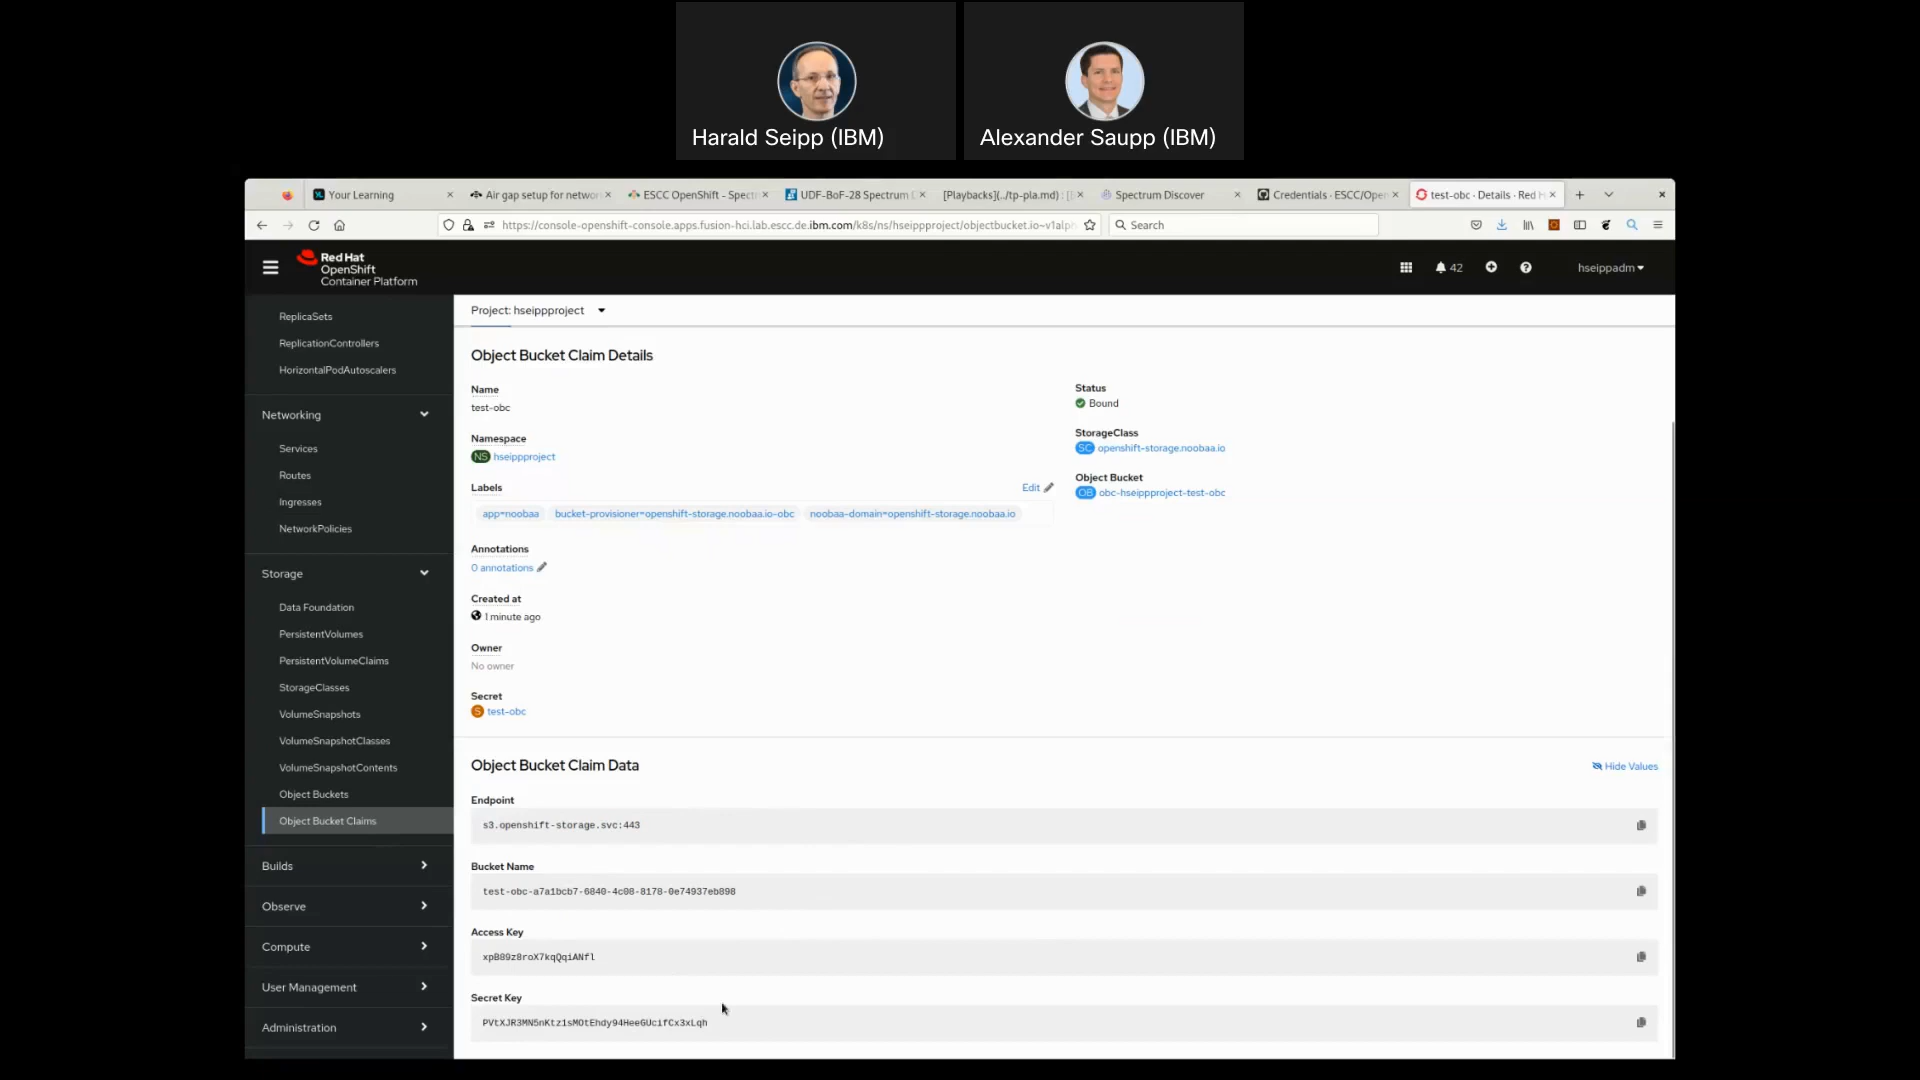 Harald Seipp (IBM)
Alexander Saupp (IBM)
Your Learning
Air gap setup for networ
ESCC OpenShift - Spectr
UDF-BoF-28 Spectrum D
[Playbacks](../tp-pla.md) : [
Spectrum Discover
Credentials · ESCC/Open
test-obc · Details · Red H
https://console-openshift-console.apps.fusion-hci.lab.escc.de.ibm.com/k8s/ns/hseippproject/objectbucket.io~v1alph
Search
Red Hat
OpenShift
Container Platform
42
hseippadm
ReplicaSets
ReplicationControllers
HorizontalPodAutoscalers
Networking
Services
Routes
Ingresses
NetworkPolicies
Storage
Data Foundation
PersistentVolumes
PersistentVolumeClaims
StorageClasses
VolumeSnapshots
VolumeSnapshotClasses
VolumeSnapshotContents
Object Buckets
Object Bucket Claims
Builds
Observe
Compute
User Management
Administration
Project: hseippproject
Object Bucket Claim Details
Name
test-obc
Namespace
NS hseippproject
Labels
Edit
app=noobaa bucket-provisioner=openshift-storage.noobaa.io-obc noobaa-domain=openshift-storage.noobaa.io
Annotations
0 annotations
Created at
1 minute ago
Owner
No owner
Secret
S test-obc
Status
Bound
StorageClass
SC openshift-storage.noobaa.io
Object Bucket
OB obc-hseippproject-test-obc
Object Bucket Claim Data
Hide Values
Endpoint
s3.openshift-storage.svc:443
Bucket Name
test-obc-a7a1bcb7-6840-4c08-8178-0e74937eb898
Access Key
xpB89z8roX7kqQqiANfl
Secret Key
PVtXJR3MN5nKtz1sMOtEhdy94HeeGUcifCx3xLqh